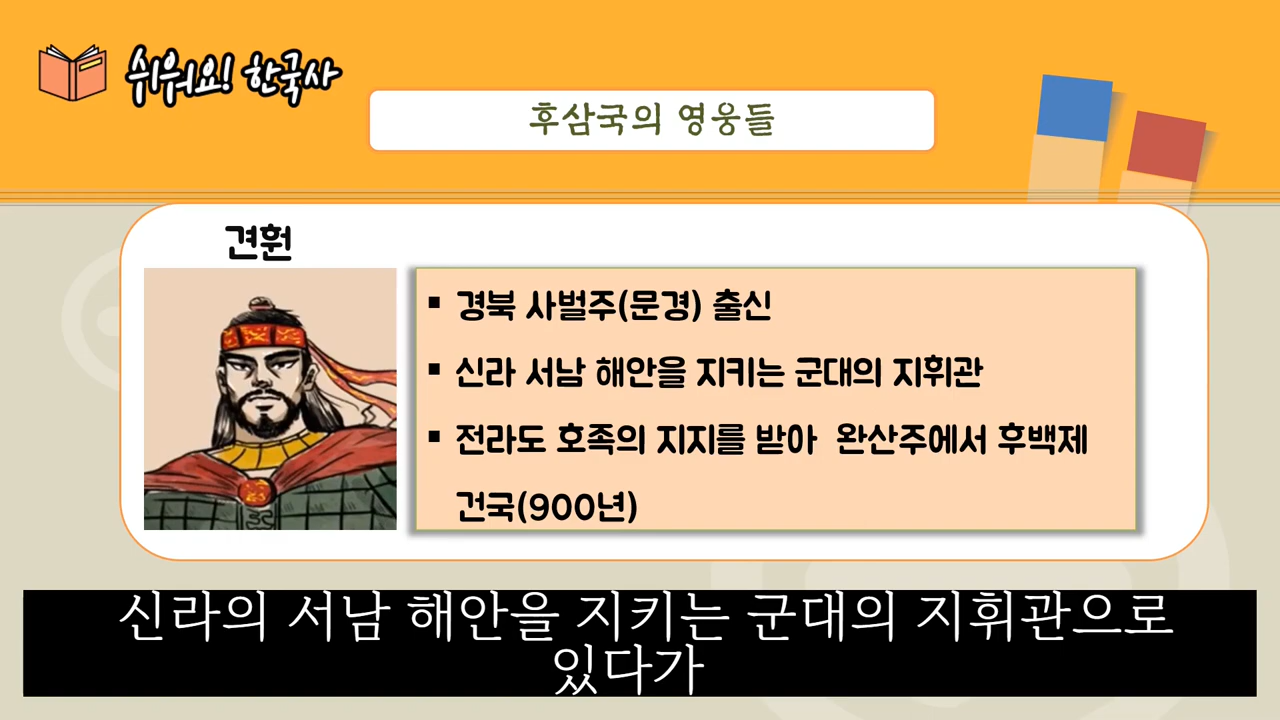 쉬워요! 한국사
후삼국의 영웅들
견훤
▪ 경북 사벌주(문경) 출신
▪ 신라 서남 해안을 지키는 군대의 지휘관
▪ 전라도 호족의 지지를 받아 완산주에서 후백제
건국(900년)
신라의 서남 해안을 지키는 군대의 지휘관으로
있다가